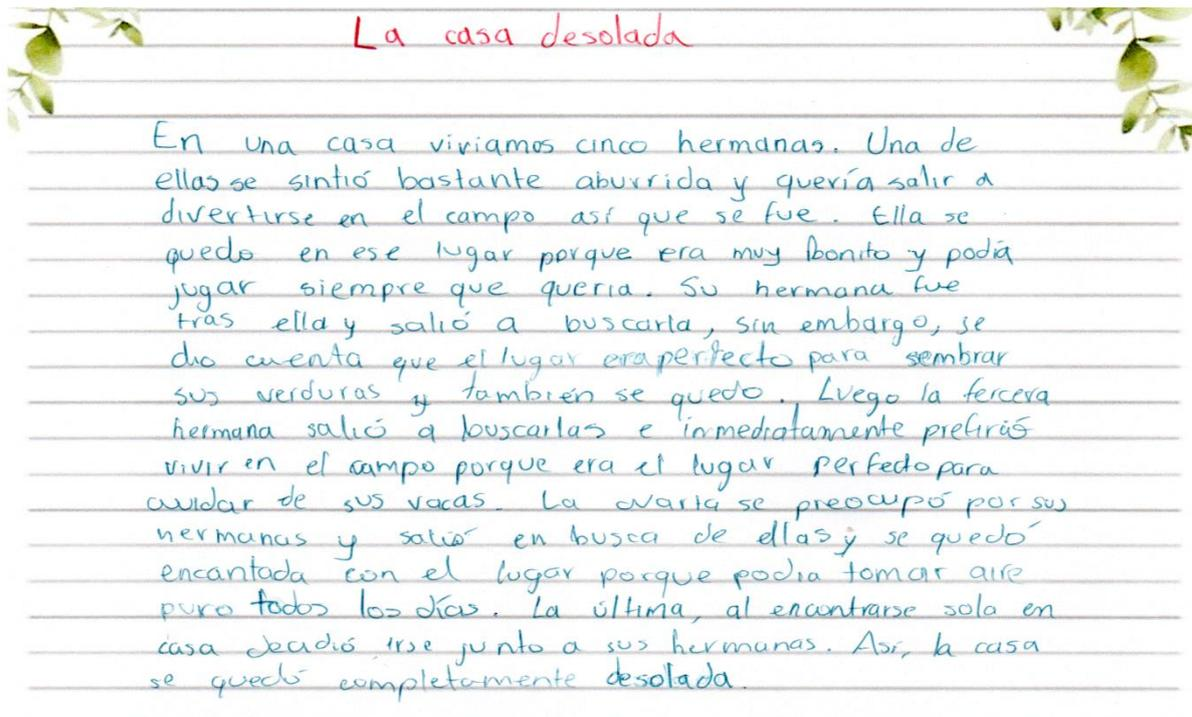 La casa desolada
En una casa viviamos cinco hermanas. Una de
ellas se sintió bastante aburrida y quería salir a
divertirse en el campo así que se fue. Ella se
quedo en ese lugar porque era muy bonito y podía
jugar siempre que queria. Su hermana fue
tras ella y salió a buscarla, sin embargo, se
dio cuenta que el lugar era perfecto para sembrar
sus verduras y también se quedo. Luego la tercera
hermana salió a buscarlas e inmediatamente prefirió
vivir en el campo porque era el lugar perfecto para
cuidar de sus vacas. La cuarta se preocupó por sus
hermanas y salió en busca de ellas y se quedó
encantada con el lugar porque podia tomar aire
puro todos los días. La última, al encontrarse sola en
casa decidió irse junto a sus hermanas. Así, la casa
se quedó completamente desolada.